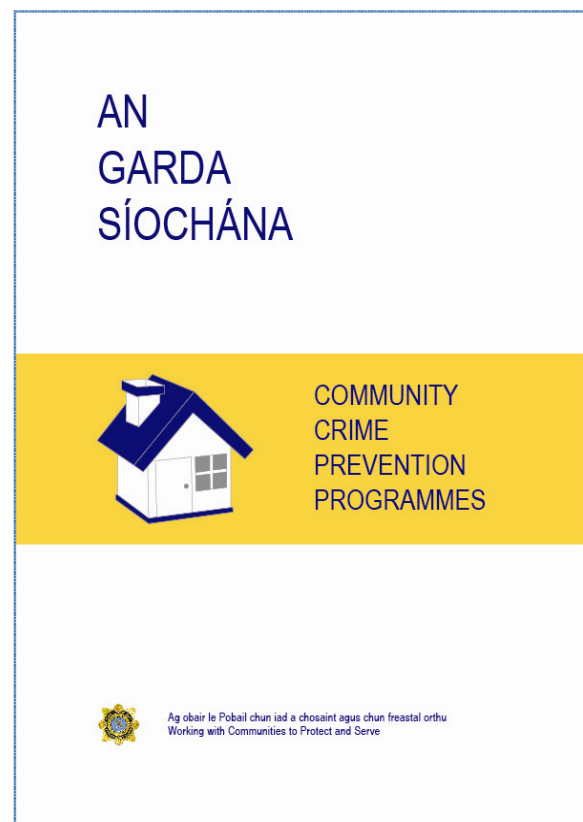 AN
GARDA
SÍOCHÁNA
COMMUNITY
CRIME
PREVENTION
PROGRAMMES
Ag obair le Pobail chun iad a chosaint agus chun freastal orthu
Working with Communities to Protect and Serve